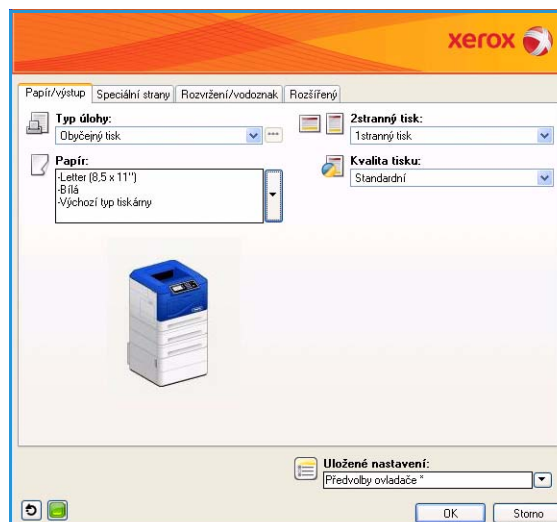 xerox
Papír/výstup Speciální strany Rozvržení/vodoznak Rozšířený
Typ úlohy:
Obyčejný tisk
2stranný tisk:
1stranný tisk
Papír:
-Letter (8,5 x 11")
-Bílá
-Výchozí typ tiskárny
Kvalita tisku:
Standardní
Uložené nastavení:
Předvolby ovladače *
OK Storno